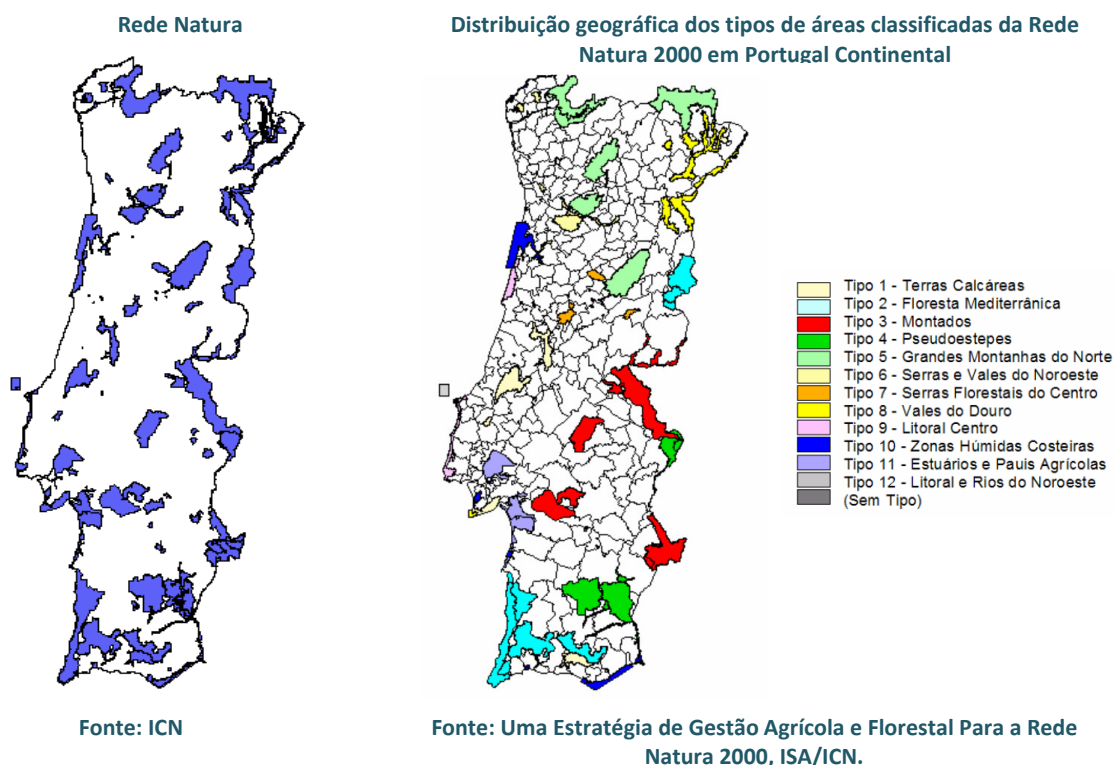 Rede Natura
Distribuição geográfica dos tipos de áreas classificadas da Rede
Natura 2000 em Portugal Continental
Tipo 1 - Terras Calcáreas
Tipo 2 - Floresta Mediterrânica
Tipo 3 - Montados
Tipo 4 - Pseudoestepes
Tipo 5 - Grandes Montanhas do Norte
Tipo 6 - Serras e Vales do Noroeste
Tipo 7 - Serras Florestais do Centro
Tipo 8 - Vales do Douro
Tipo 9 - Litoral Centro
Tipo 10 - Zonas Húmidas Costeiras
Tipo 11 - Estuários e Pauis Agrícolas
Tipo 12 - Litoral e Rios do Noroeste
(Sem Tipo)
Fonte: ICN
Fonte: Uma Estratégia de Gestão Agrícola e Florestal Para a Rede
Natura 2000, ISA/ICN.